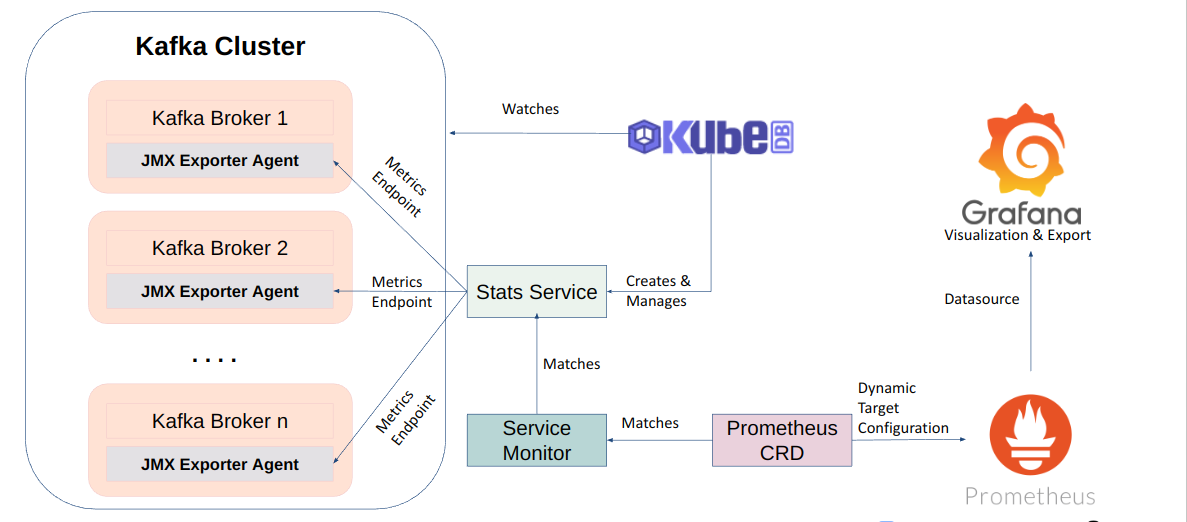 Kafka Cluster
Kafka Broker 1
JMX Exporter Agent
Kafka Broker 2
JMX Exporter Agent
. . . .
Kafka Broker n
JMX Exporter Agent
Metrics
Endpoint
Metrics
Endpoint
Metrics
Endpoint
Watches
KUbe
DB
Stats Service
Creates &
Manages
Matches
Service
Monitor
Matches
Prometheus
CRD
Dynamic
Target
Configuration
Grafana
Visualization & Export
Datasource
Prometheus